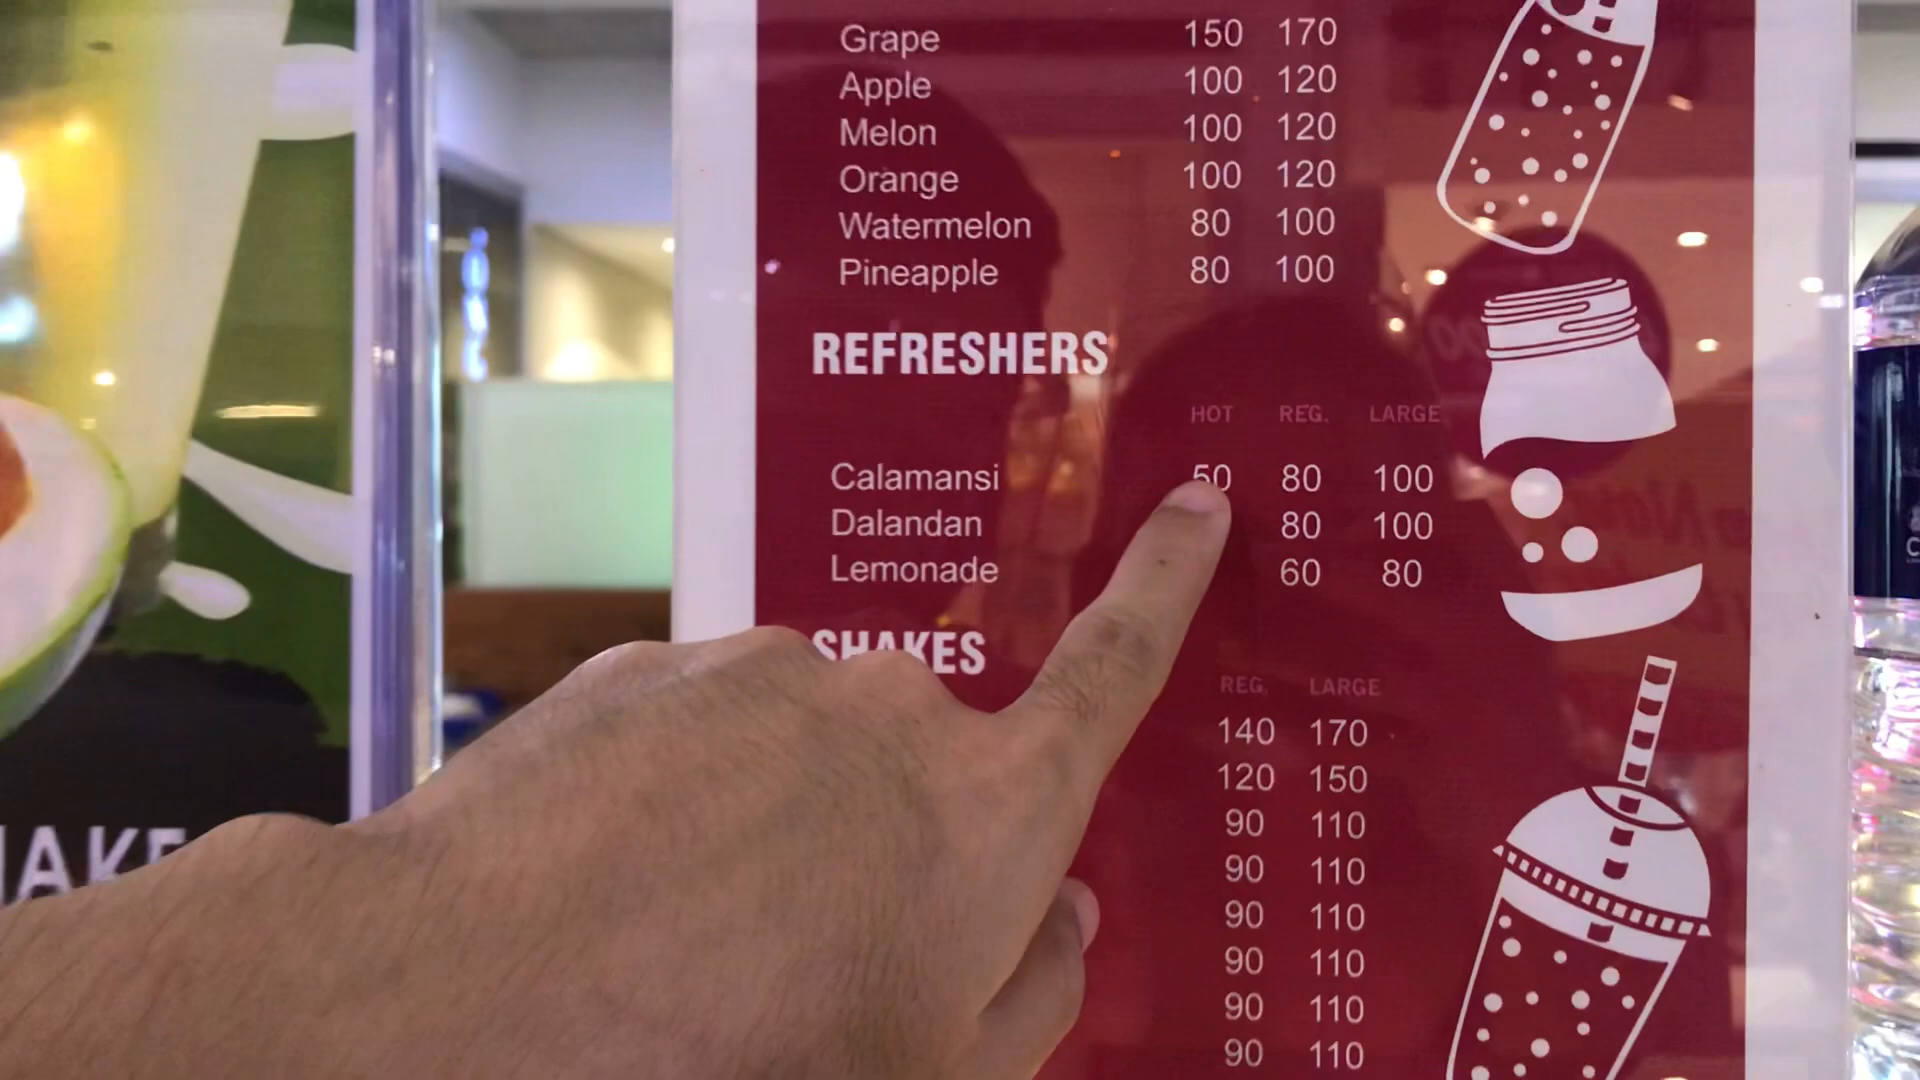 Grape 150 170
Apple 100 120
Melon 100 120
Orange 100 120
Watermelon 80 100
Pineapple 80 100
REFRESHERS
HOT REG. LARGE
Calamansi 50 80 100
Dalandan 80 100
Lemonade 60 80
SHAKES
REG. LARGE
140 170
120 150
90 110
90 110
90 110
90 110
90 110
90 110